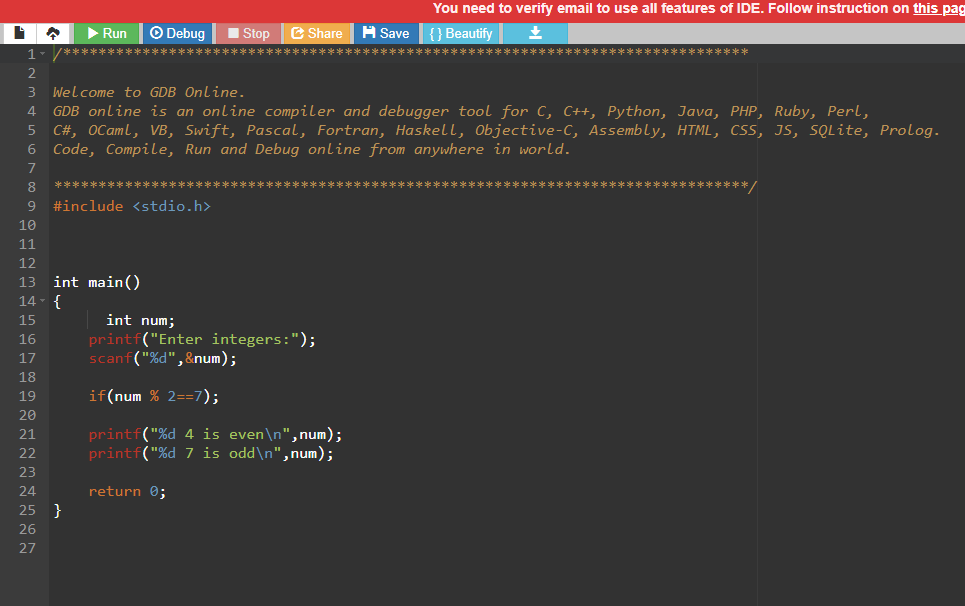 You need to verify email to use all features of IDE. Follow instruction on this pag
Run Debug Stop Share Save {} Beautify
1 /******************************************************************************
2
3 Welcome to GDB Online.
4 GDB online is an online compiler and debugger tool for C, C++, Python, Java, PHP, Ruby, Perl,
5 C#, OCaml, VB, Swift, Pascal, Fortran, Haskell, Objective-C, Assembly, HTML, CSS, JS, SQLite, Prolog.
6 Code, Compile, Run and Debug online from anywhere in world.
7
8 *******************************************************************************/
9 #include <stdio.h>
10
11
12
13 int main()
14 {
15       int num;
16     printf("Enter integers:");
17     scanf("%d",&num);
18
19     if(num % 2==7);
20
21     printf("%d 4 is even\n",num);
22     printf("%d 7 is odd\n",num);
23
24     return 0;
25 }
26
27